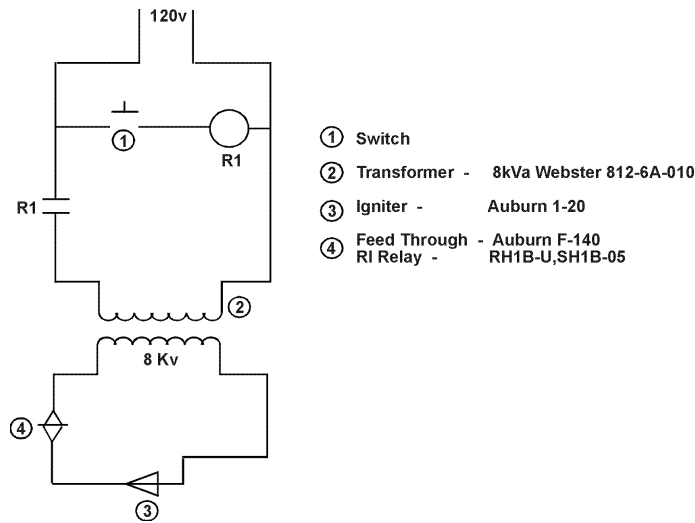 120v
1
R1
R1
2
8 Kv
4
3
1 Switch
2 Transformer - 8kVa Webster 812-6A-010
3 Igniter - Auburn 1-20
4 Feed Through - Auburn F-140
RI Relay - RH1B-U,SH1B-05